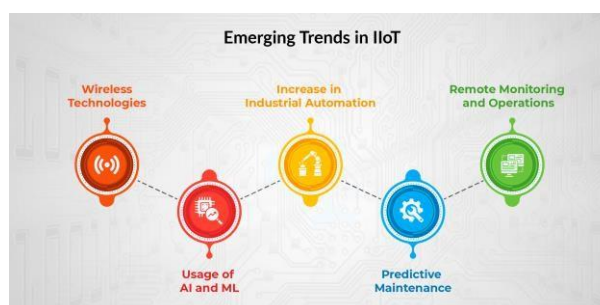 Emerging Trends in IIoT
Wireless
Technologies
Increase in
Industrial Automation
Remote Monitoring
and Operations
Usage of
AI and ML
Predictive
Maintenance